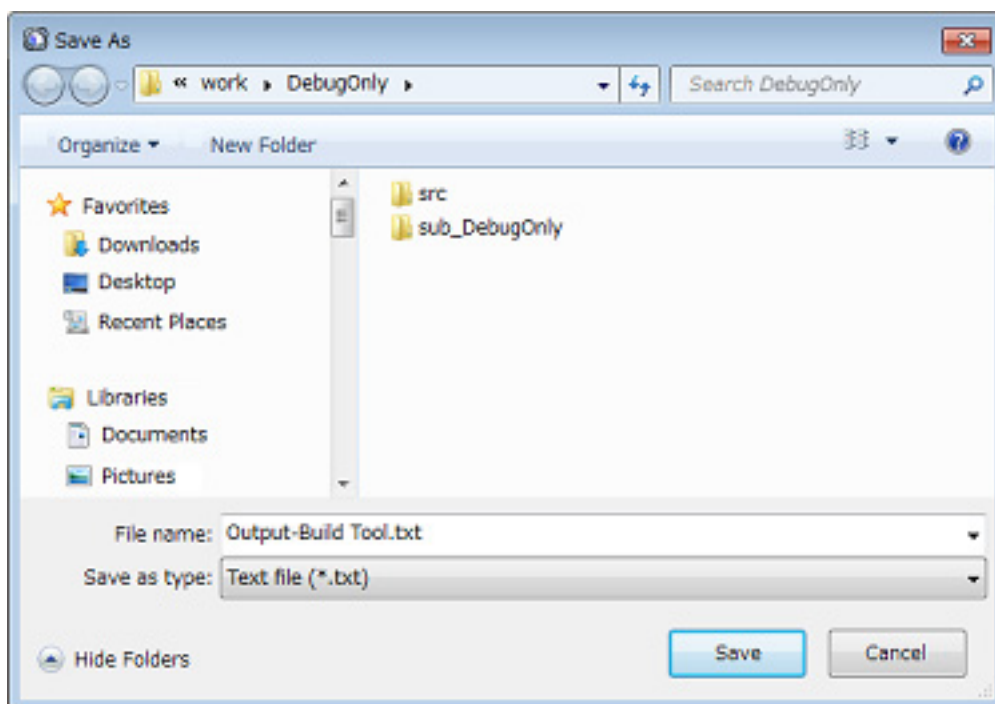 Save As
« work ▸ DebugOnly ▸ Search DebugOnly
Organize ▾ New Folder
Favorites
Downloads
Desktop
Recent Places
Libraries
Documents
Pictures
src
sub_DebugOnly
File name: Output-Build Tool.txt
Save as type: Text file (*.txt)
Hide Folders Save Cancel